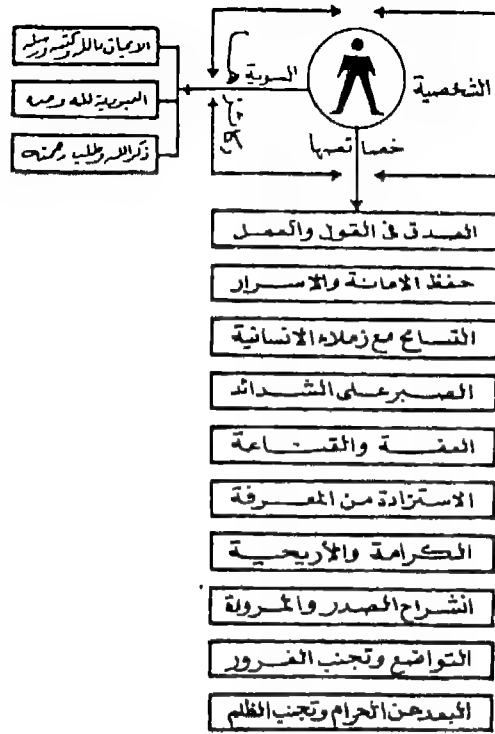 الشخصية
السوية
خصائصها
الايمان بالله وكتبه ورسله
العبودية لله وحده
ذكر الله وطلب رحمته
الصدق في القول والعمل
حفظ الامانة والاسرار
التسامح مع زملاء الانسانية
الصبر على الشدائد
العفة والقناعة
الاستزادة من المعرفة
الكرامة والأريحية
انشراح الصدر والمرونة
التواضع وتجنب الغرور
البعد عن الحرام وتجنب الظلم